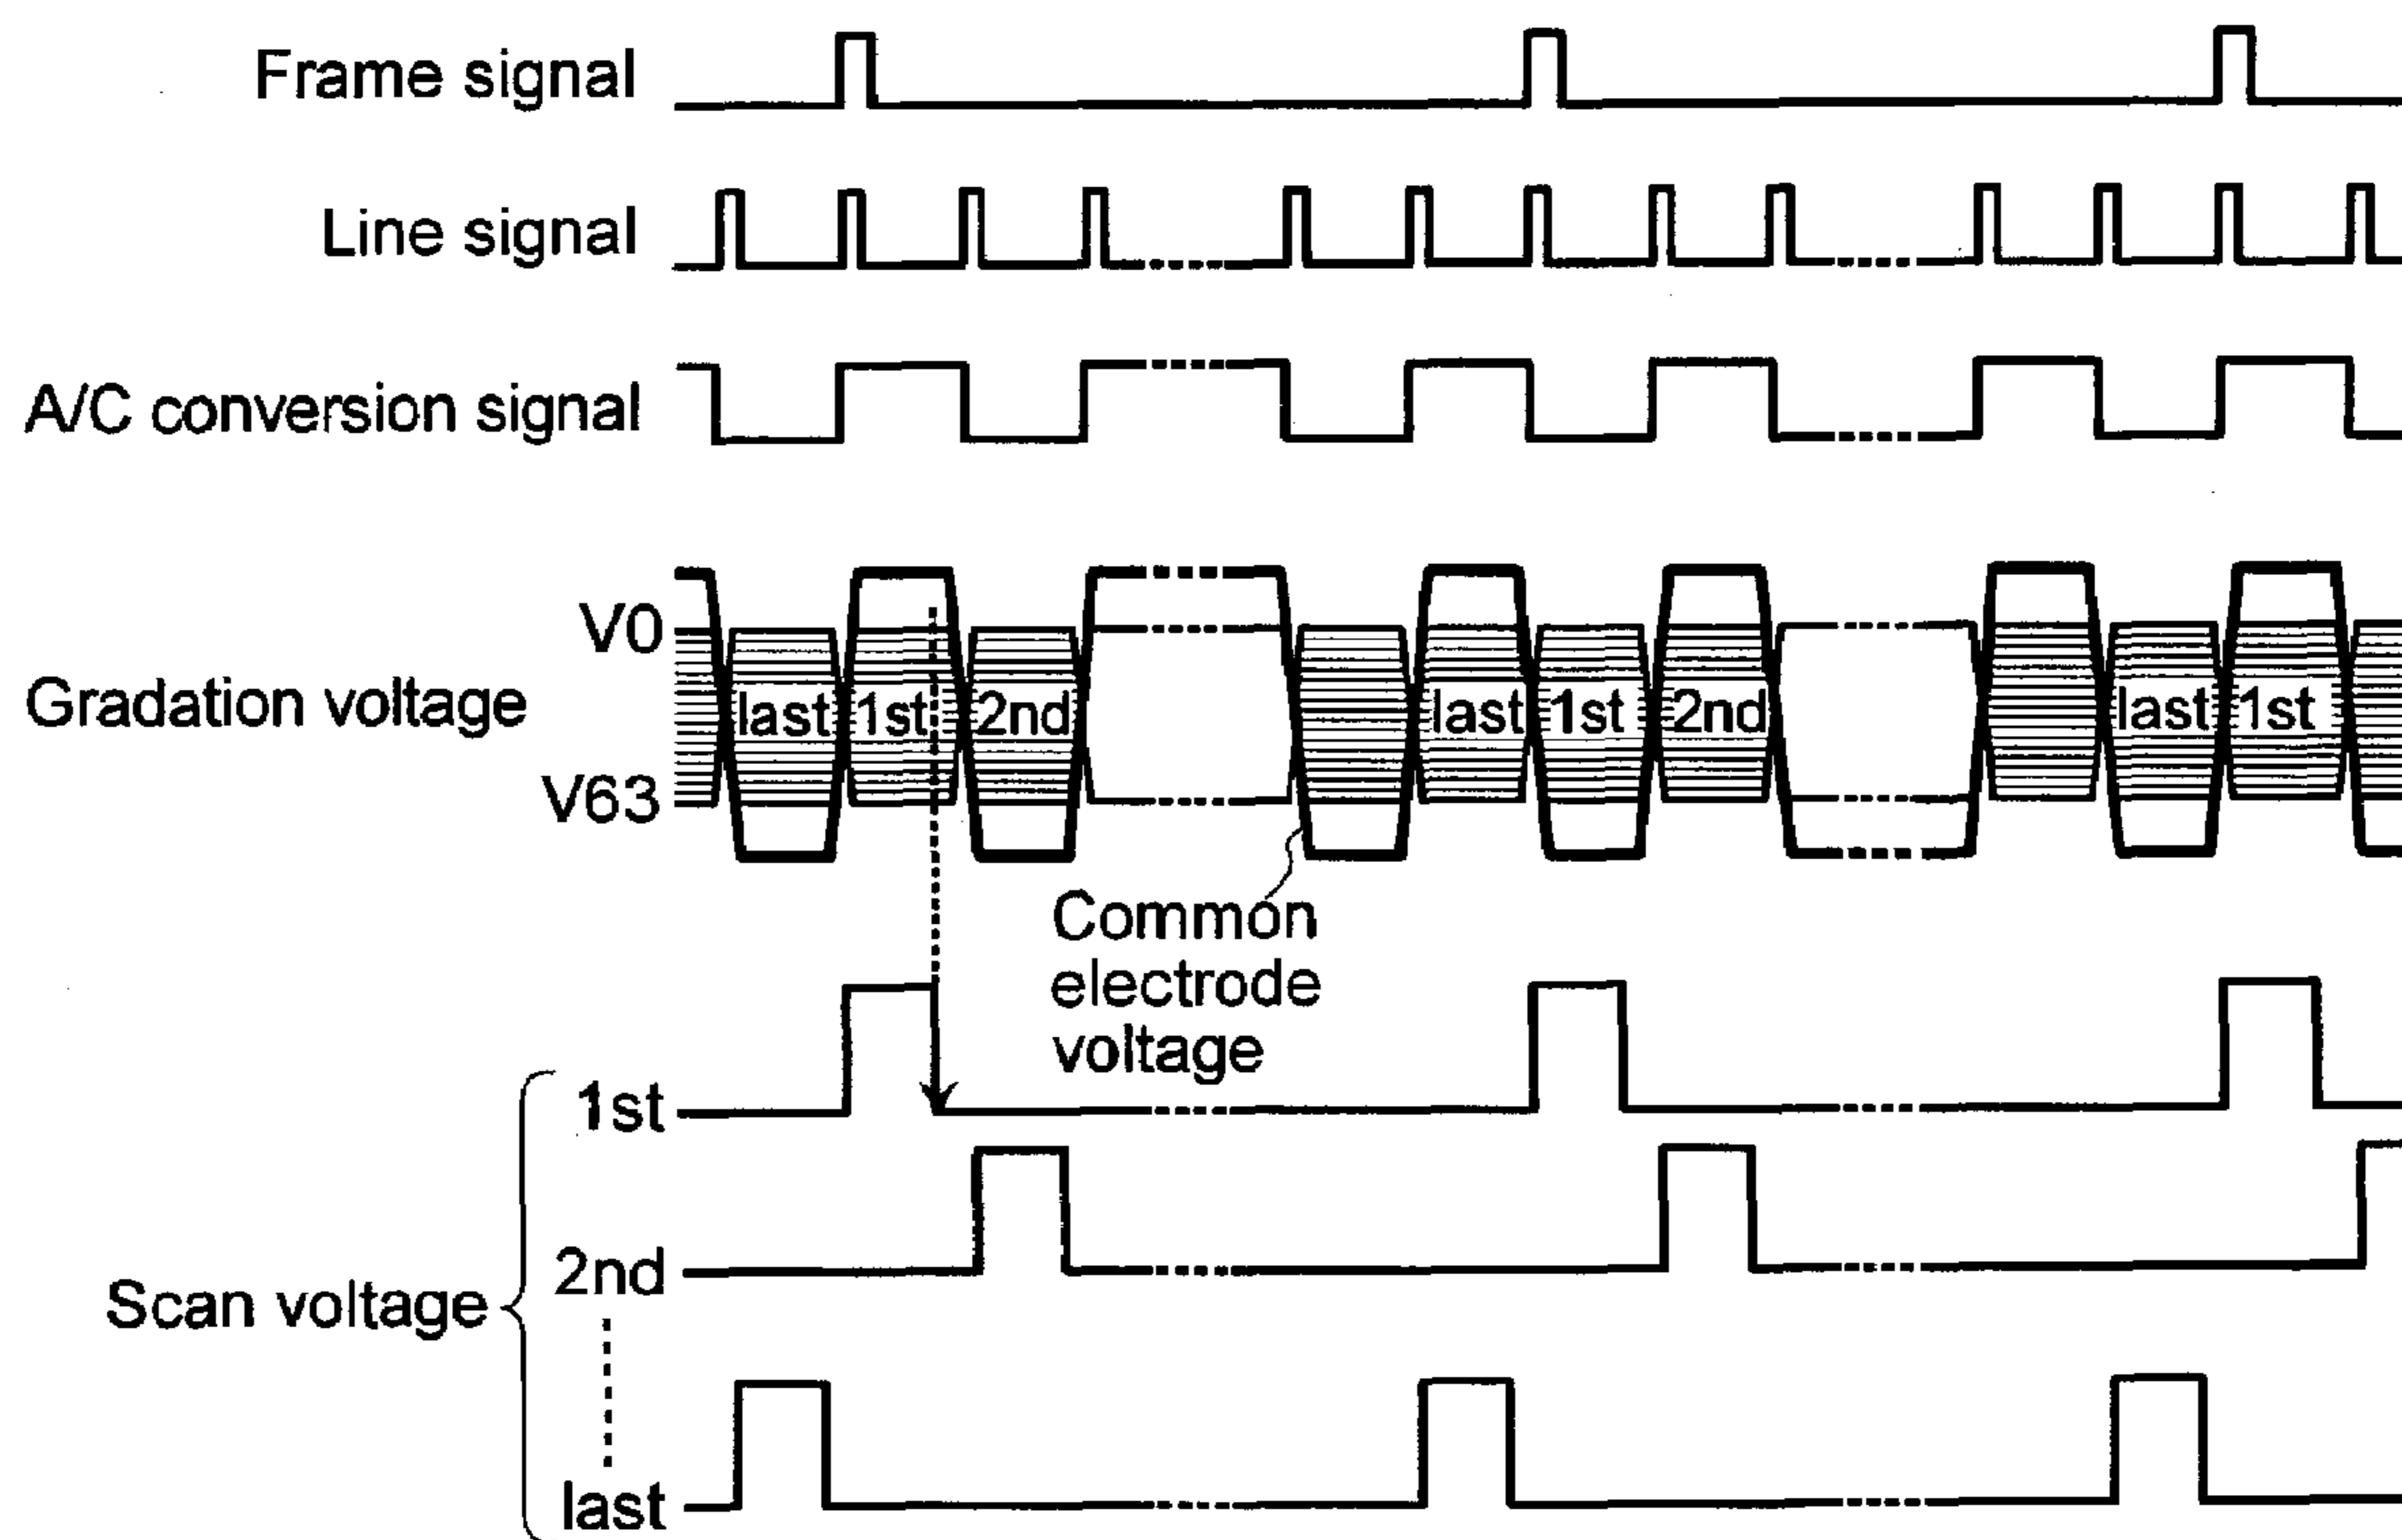 Frame signal
Line signal
A/C conversion signal
V0
Gradation voltage
last 1st 2nd last 1st 2nd last 1st
V63
Common
electrode
voltage
1st
2nd
Scan voltage
last